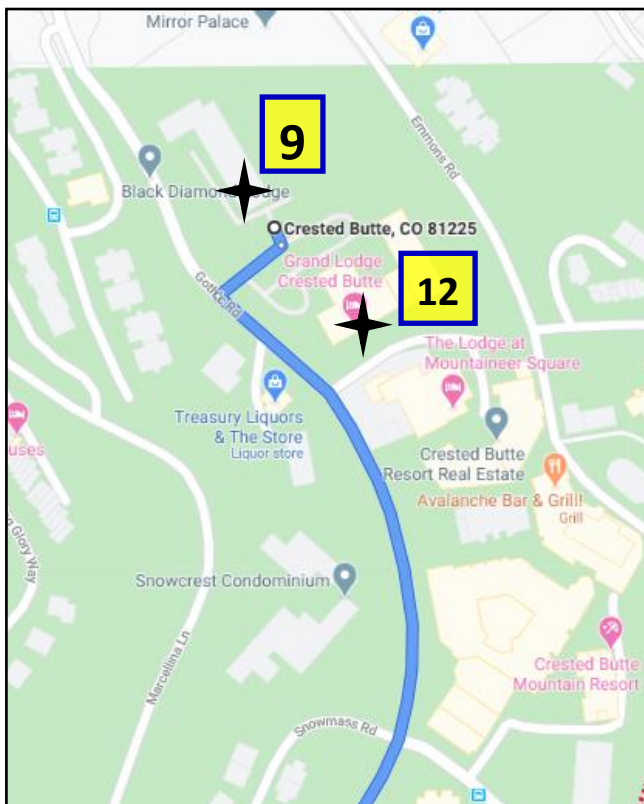 Mirror Palace
9
Emmons Rd
Black Diamond Lodge
Crested Butte, CO 81225
Grand Lodge
Crested Butte
12
Gothic Rd
The Lodge at
Mountaineer Square
Treasury Liquors
& The Store
Liquor store
Crested Butte
Resort Real Estate
uses
Avalanche Bar & Grill!
Grill
g Glory Way
Snowcrest Condominium
Marcellina Ln
Crested Butte
Mountain Resort
Snowmass Rd